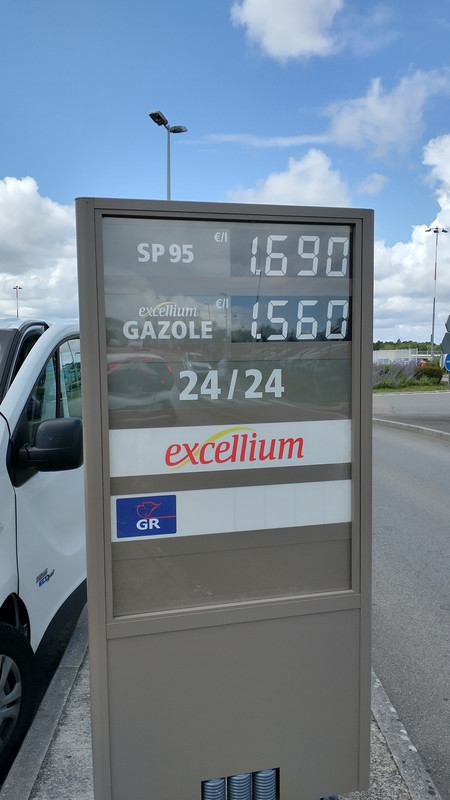 SP 95 €/l 1.690
excellium €/l
GAZOLE 1.560
24/24
excellium
GR